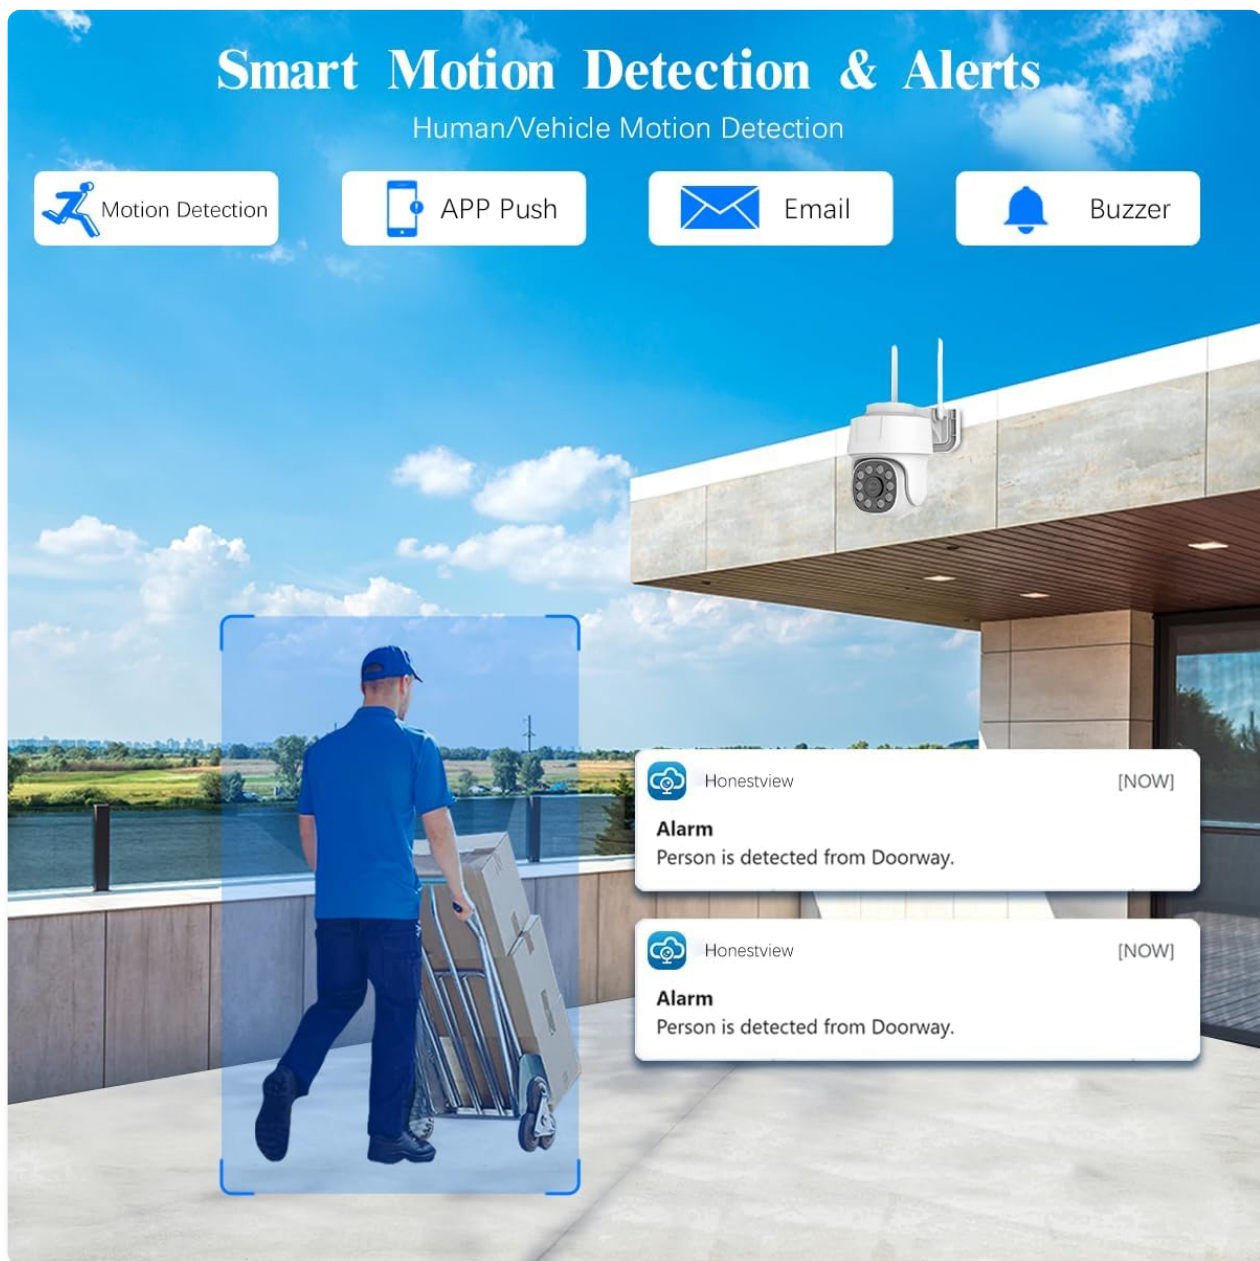 Smart Motion Detection & Alerts
Human/Vehicle Motion Detection
Motion Detection
APP Push
Email
Buzzer
Honestview
[NOW]
Alarm
Person is detected from Doorway.
Honestview
[NOW]
Alarm
Person is detected from Doorway.